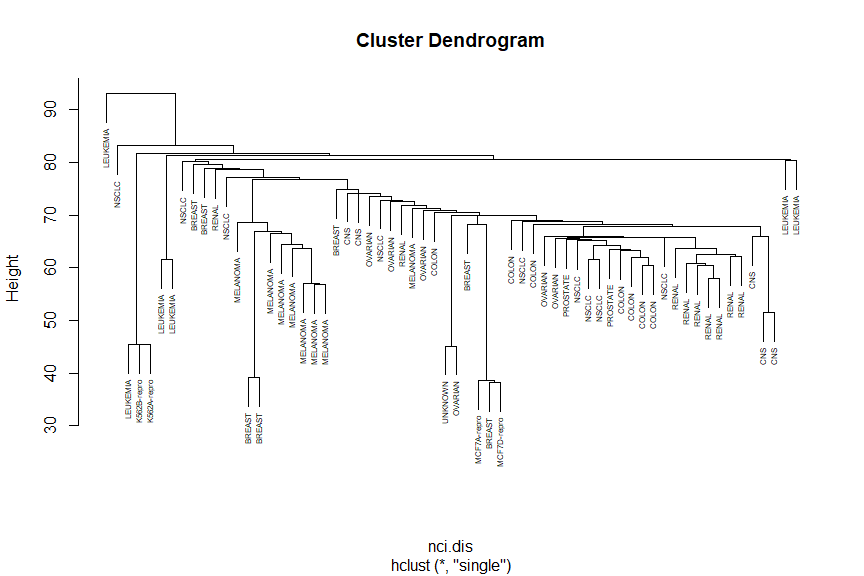 Cluster Dendrogram
Height
90
80
70
60
50
40
30
LEUKEMIA
NSCLC
LEUKEMIA
K562B-repro
K562A-repro
LEUKEMIA
LEUKEMIA
NSCLC
BREAST
BREAST
RENAL
NSCLC
MELANOMA
BREAST
BREAST
MELANOMA
MELANOMA
MELANOMA
MELANOMA
MELANOMA
MELANOMA
BREAST
CNS
CNS
OVARIAN
NSCLC
OVARIAN
RENAL
MELANOMA
OVARIAN
COLON
UNKNOWN
OVARIAN
BREAST
MCF7A-repro
BREAST
MCF7D-repro
COLON
NSCLC
COLON
OVARIAN
OVARIAN
PROSTATE
NSCLC
NSCLC
NSCLC
PROSTATE
COLON
COLON
COLON
COLON
NSCLC
RENAL
RENAL
RENAL
RENAL
RENAL
RENAL
RENAL
CNS
CNS
CNS
LEUKEMIA
LEUKEMIA
nci.dis
hclust (*, "single")